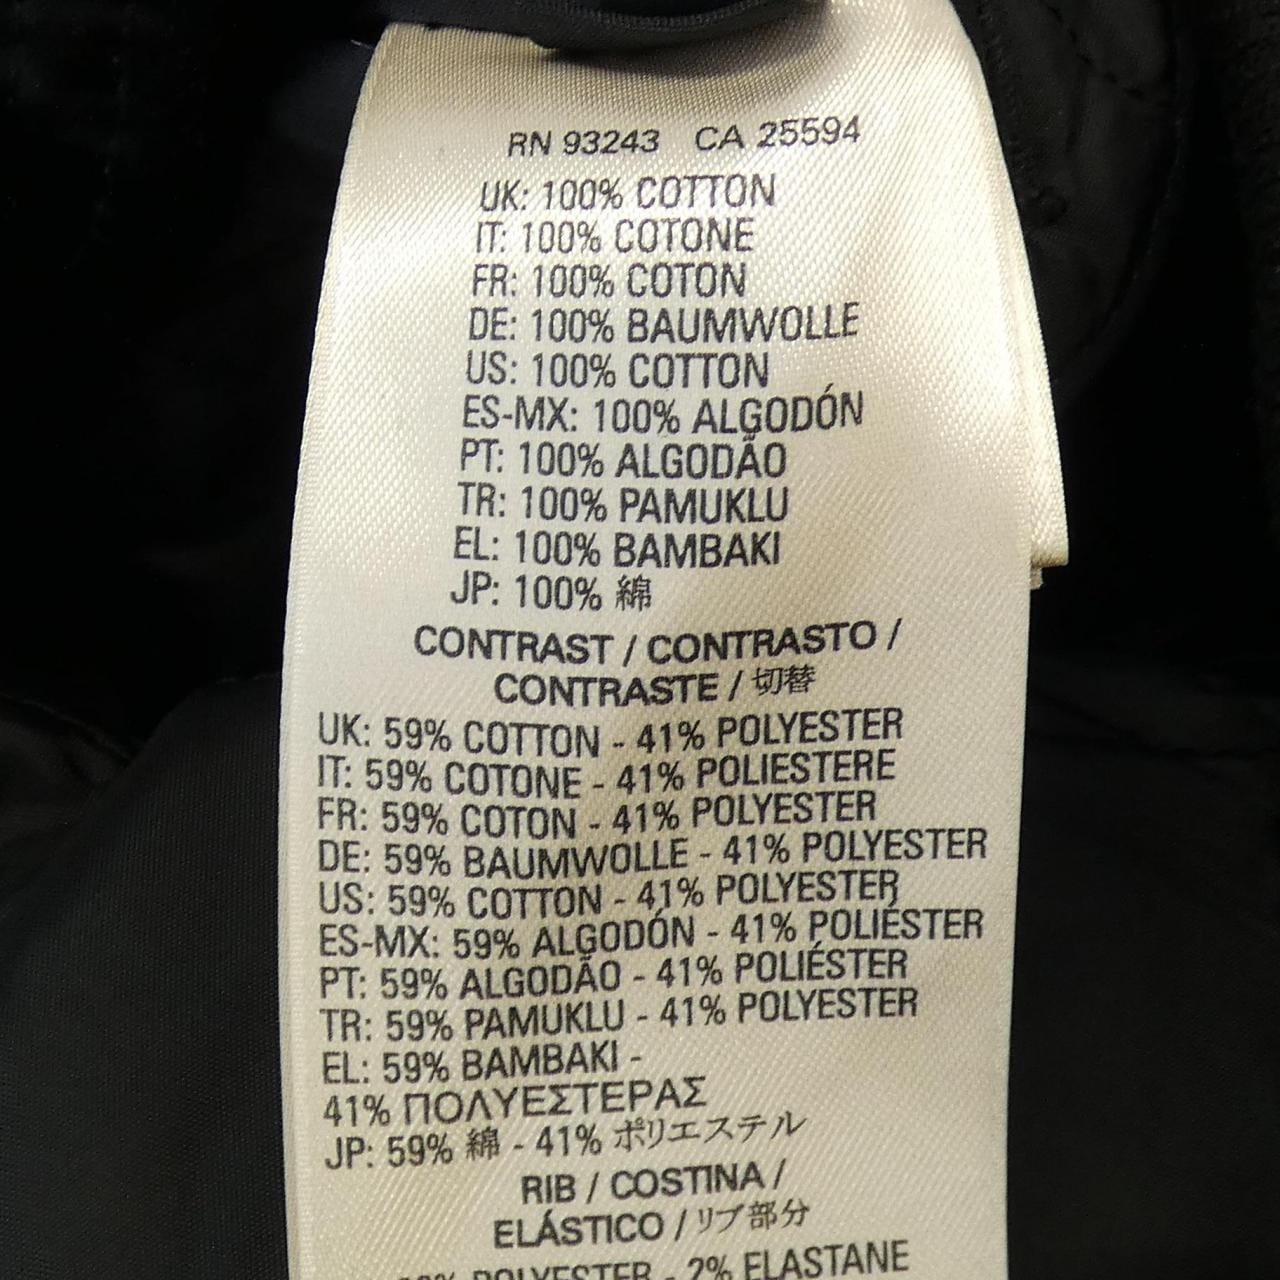 RN 93243 CA 25594
UK: 100% COTTON
IT: 100% COTONE
FR: 100% COTON
DE: 100% BAUMWOLLE
US: 100% COTTON
ES-MX: 100% ALGODÓN
PT: 100% ALGODÃO
TR: 100% PAMUKLU
EL: 100% BAMBAKI
JP: 100% 綿
CONTRAST / CONTRASTO /
CONTRASTE / 切替
UK: 59% COTTON - 41% POLYESTER
IT: 59% COTONE - 41% POLIESTERE
FR: 59% COTON - 41% POLYESTER
DE: 59% BAUMWOLLE - 41% POLYESTER
US: 59% COTTON - 41% POLYESTER
ES-MX: 59% ALGODÓN - 41% POLIÉSTER
PT: 59% ALGODÃO - 41% POLIÉSTER
TR: 59% PAMUKLU - 41% POLYESTER
EL: 59% BAMBAKI -
41% ΠΟΛΥΕΣΤΕΡΑΣ
JP: 59% 綿 - 41% ポリエステル
RIB / COSTINA /
ELÁSTICO / リブ部分
POLYESTER - 2% ELASTANE